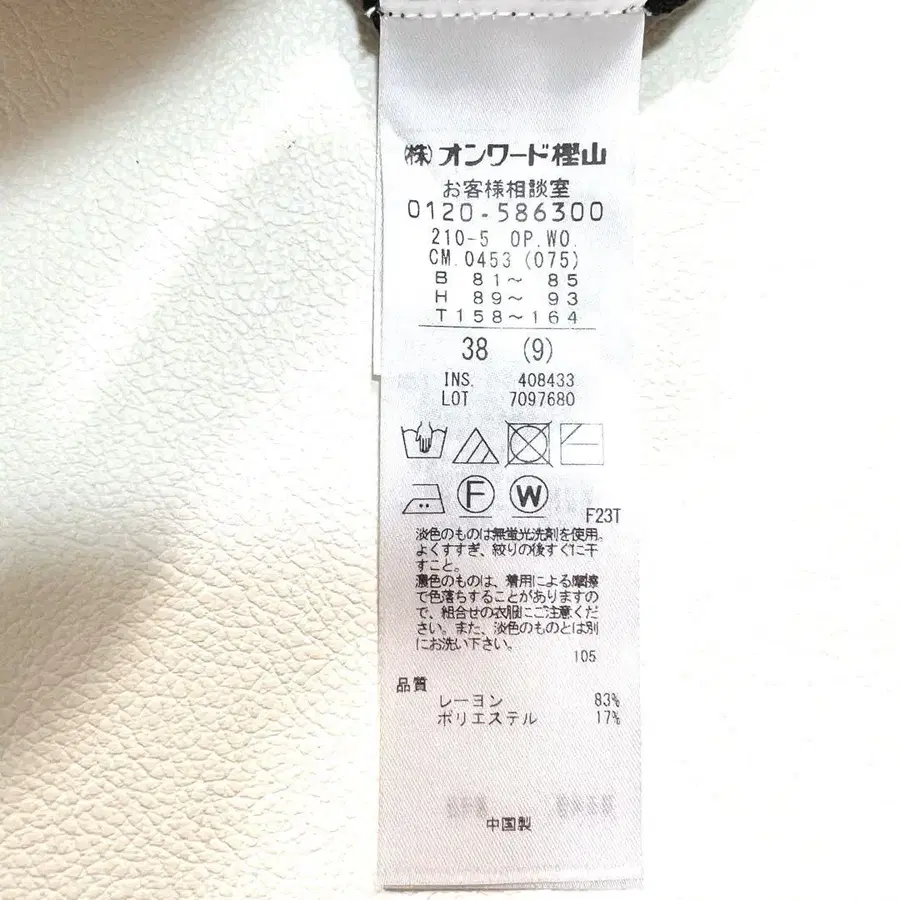 (株)オンワード樫山
お客様相談室
0120-586300
210-5 OP.WO.
CM.0453 (075)
B 81〜 85
H 89〜 93
T158〜164
38 (9)
INS. 408433
LOT 7097680
F W
F23T
淡色のものは無蛍光洗剤を使用。
よくすすぎ、絞りの後すぐに干
すこと。
濃色のものは、着用による摩擦
で色落ちすることがありますの
で、組合せの衣服にご注意くだ
さい。また、淡色のものとは別
にお洗い下さい。
105
品質
レーヨン 83%
ポリエステル 17%
中国製